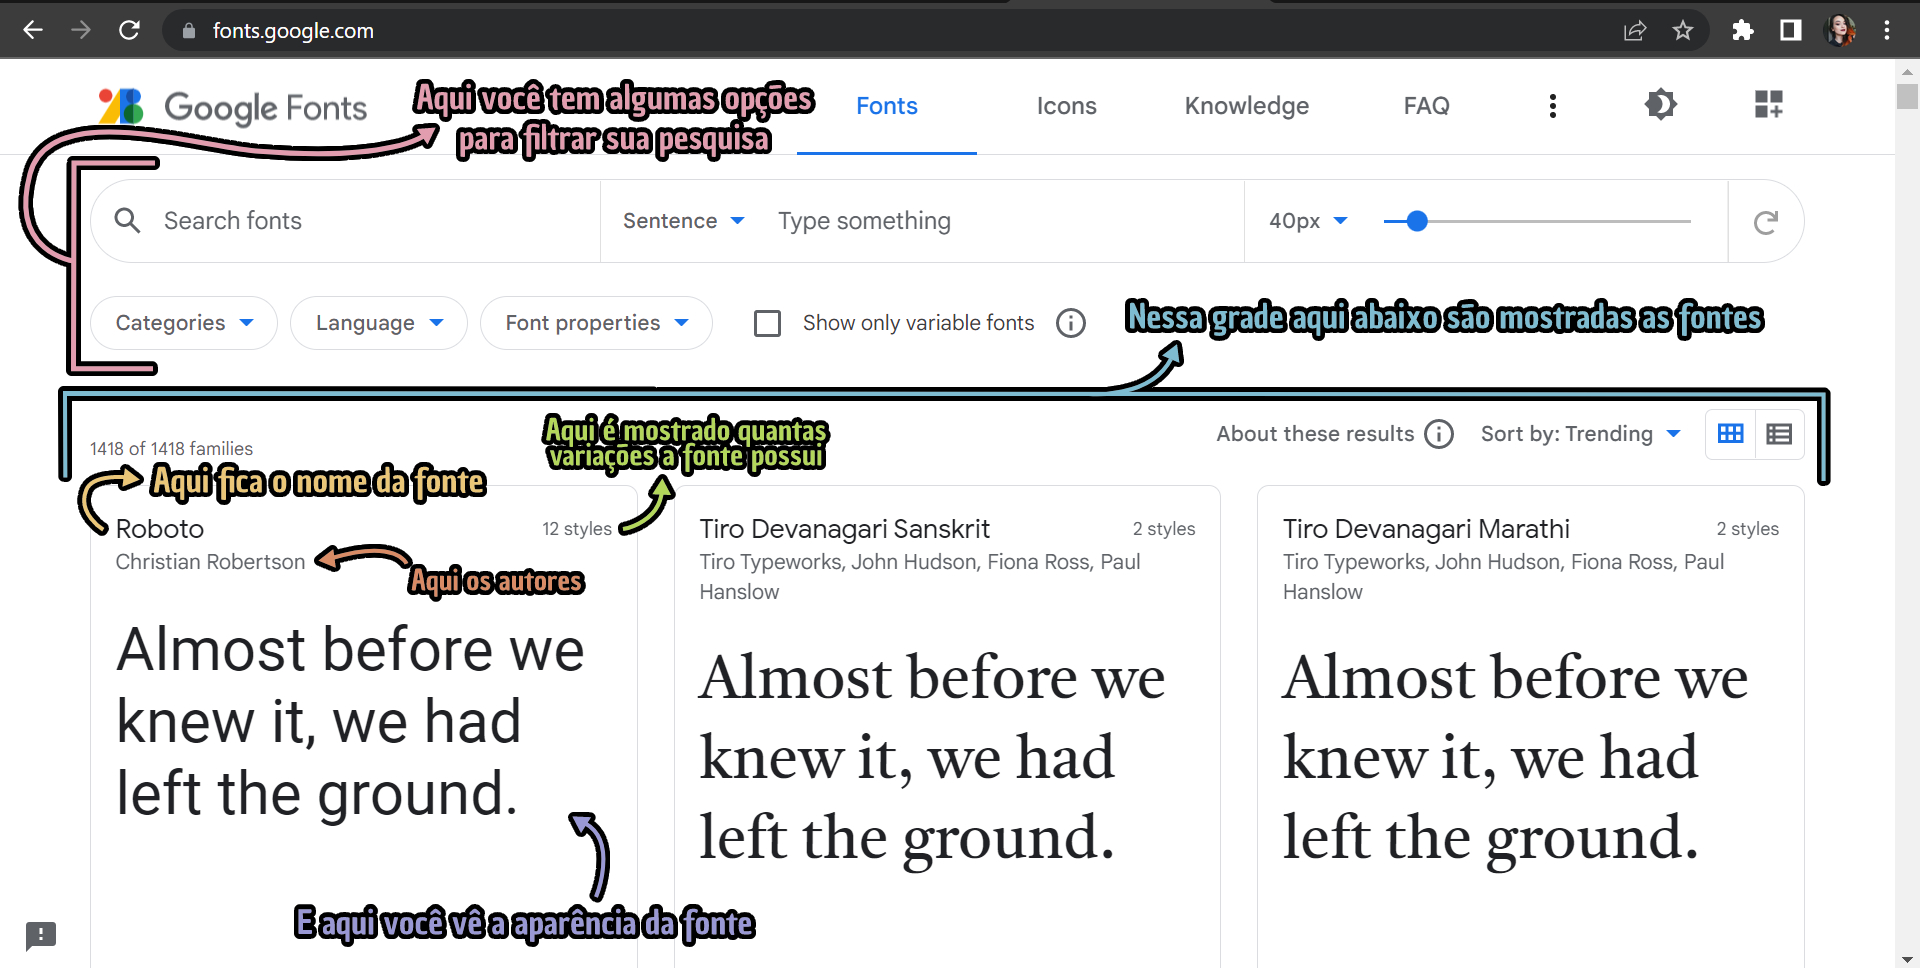 fonts.google.com
Google Fonts
Aqui você tem algumas opções
para filtrar sua pesquisa
Fonts
Icons
Knowledge
FAQ
Search fonts
Sentence
Type something
40px
Categories
Language
Font properties
Show only variable fonts
Nessa grade aqui abaixo são mostradas as fontes
1418 of 1418 families
Aqui é mostrado quantas
variações a fonte possui
About these results
Sort by: Trending
Aqui fica o nome da fonte
Roboto
12 styles
Christian Robertson
Aqui os autores
Almost before we
knew it, we had
left the ground.
E aqui você vê a aparência da fonte
Tiro Devanagari Sanskrit
2 styles
Tiro Typeworks, John Hudson, Fiona Ross, Paul
Hanslow
Almost before we
knew it, we had
left the ground.
Tiro Devanagari Marathi
2 styles
Tiro Typeworks, John Hudson, Fiona Ross, Paul
Hanslow
Almost before we
knew it, we had
left the ground.